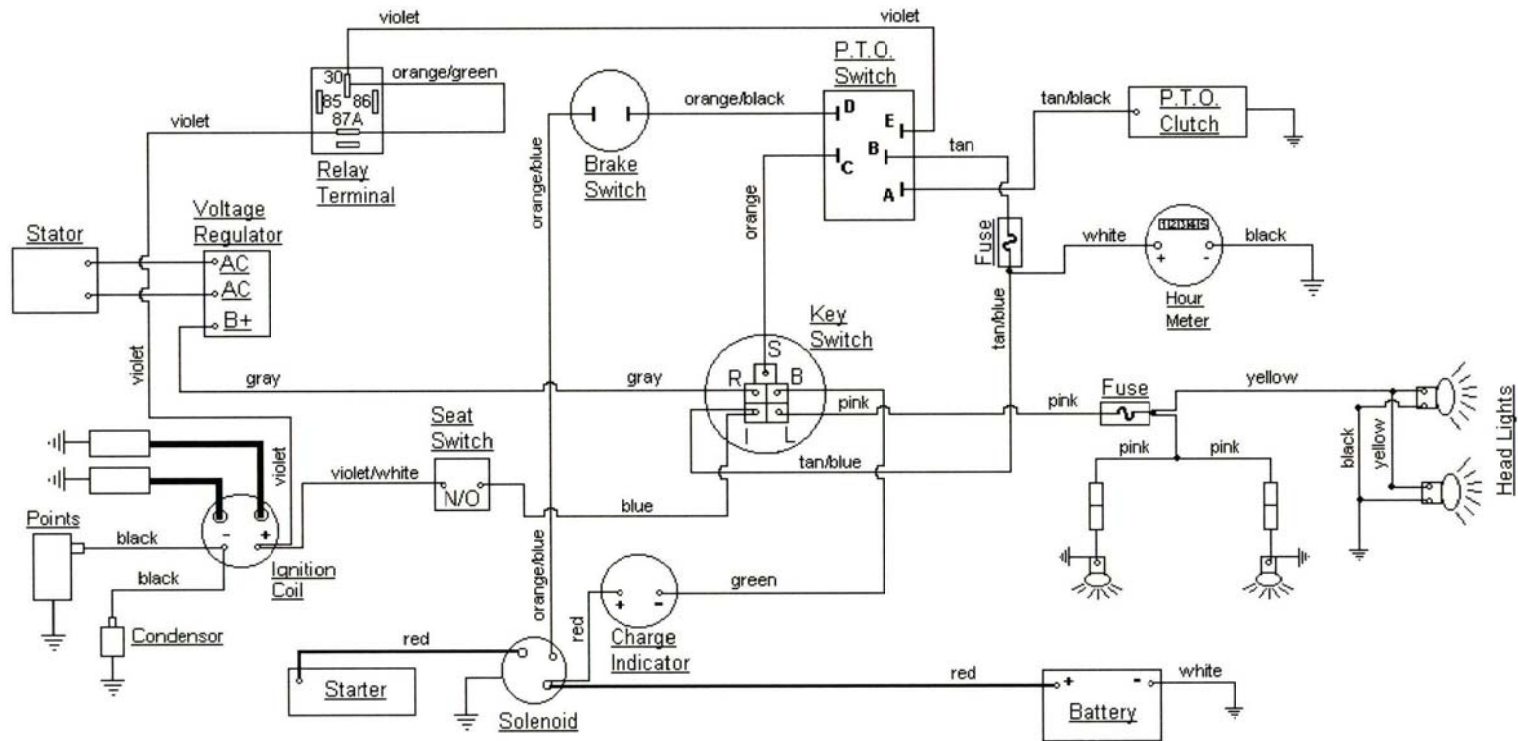 violet
violet
P.T.O.
Switch
30
orange/green
85 86
87A
violet
Relay
Terminal
orange/blue
Brake
Switch
orange/black
D
E
B
C
A
tan
tan/black
P.T.O.
Clutch
orange
Fuse
white
12345
+ -
black
Hour
Meter
tan/blue
Stator
Voltage
Regulator
AC
AC
B+
violet
gray
gray
Key
Switch
S
R B
I L
pink
pink
Fuse
yellow
black
yellow
Head Lights
pink
pink
tan/blue
Seat
Switch
N/O
violet/white
blue
violet
- +
Ignition
Coil
Points
black
black
Condensor
orange/blue
green
+ -
Charge
Indicator
red
red
Starter
Solenoid
red
+ -
Battery
white